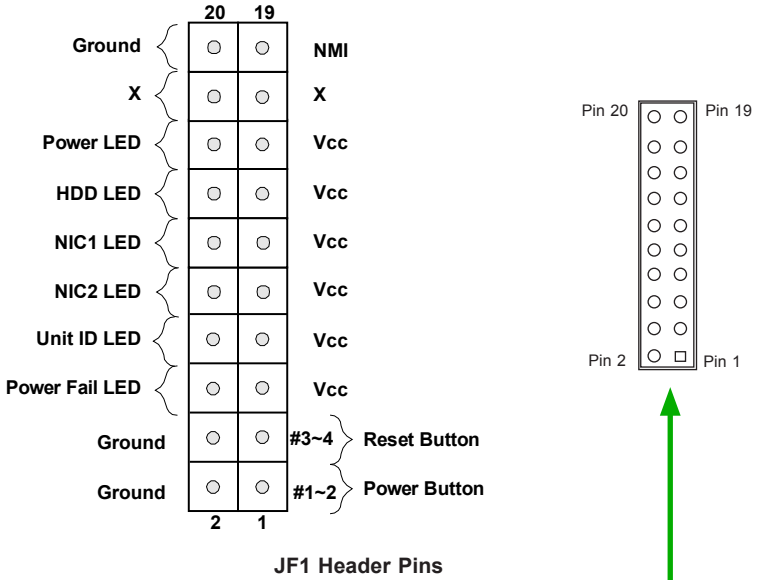 20 19
Ground NMI
X X
Pin 20 Pin 19
Power LED Vcc
HDD LED Vcc
NIC1 LED Vcc
NIC2 LED Vcc
Unit ID LED Vcc
Pin 2 Pin 1
Power Fail LED Vcc
Ground #3~4 Reset Button
Ground #1~2 Power Button
2 1
JF1 Header Pins